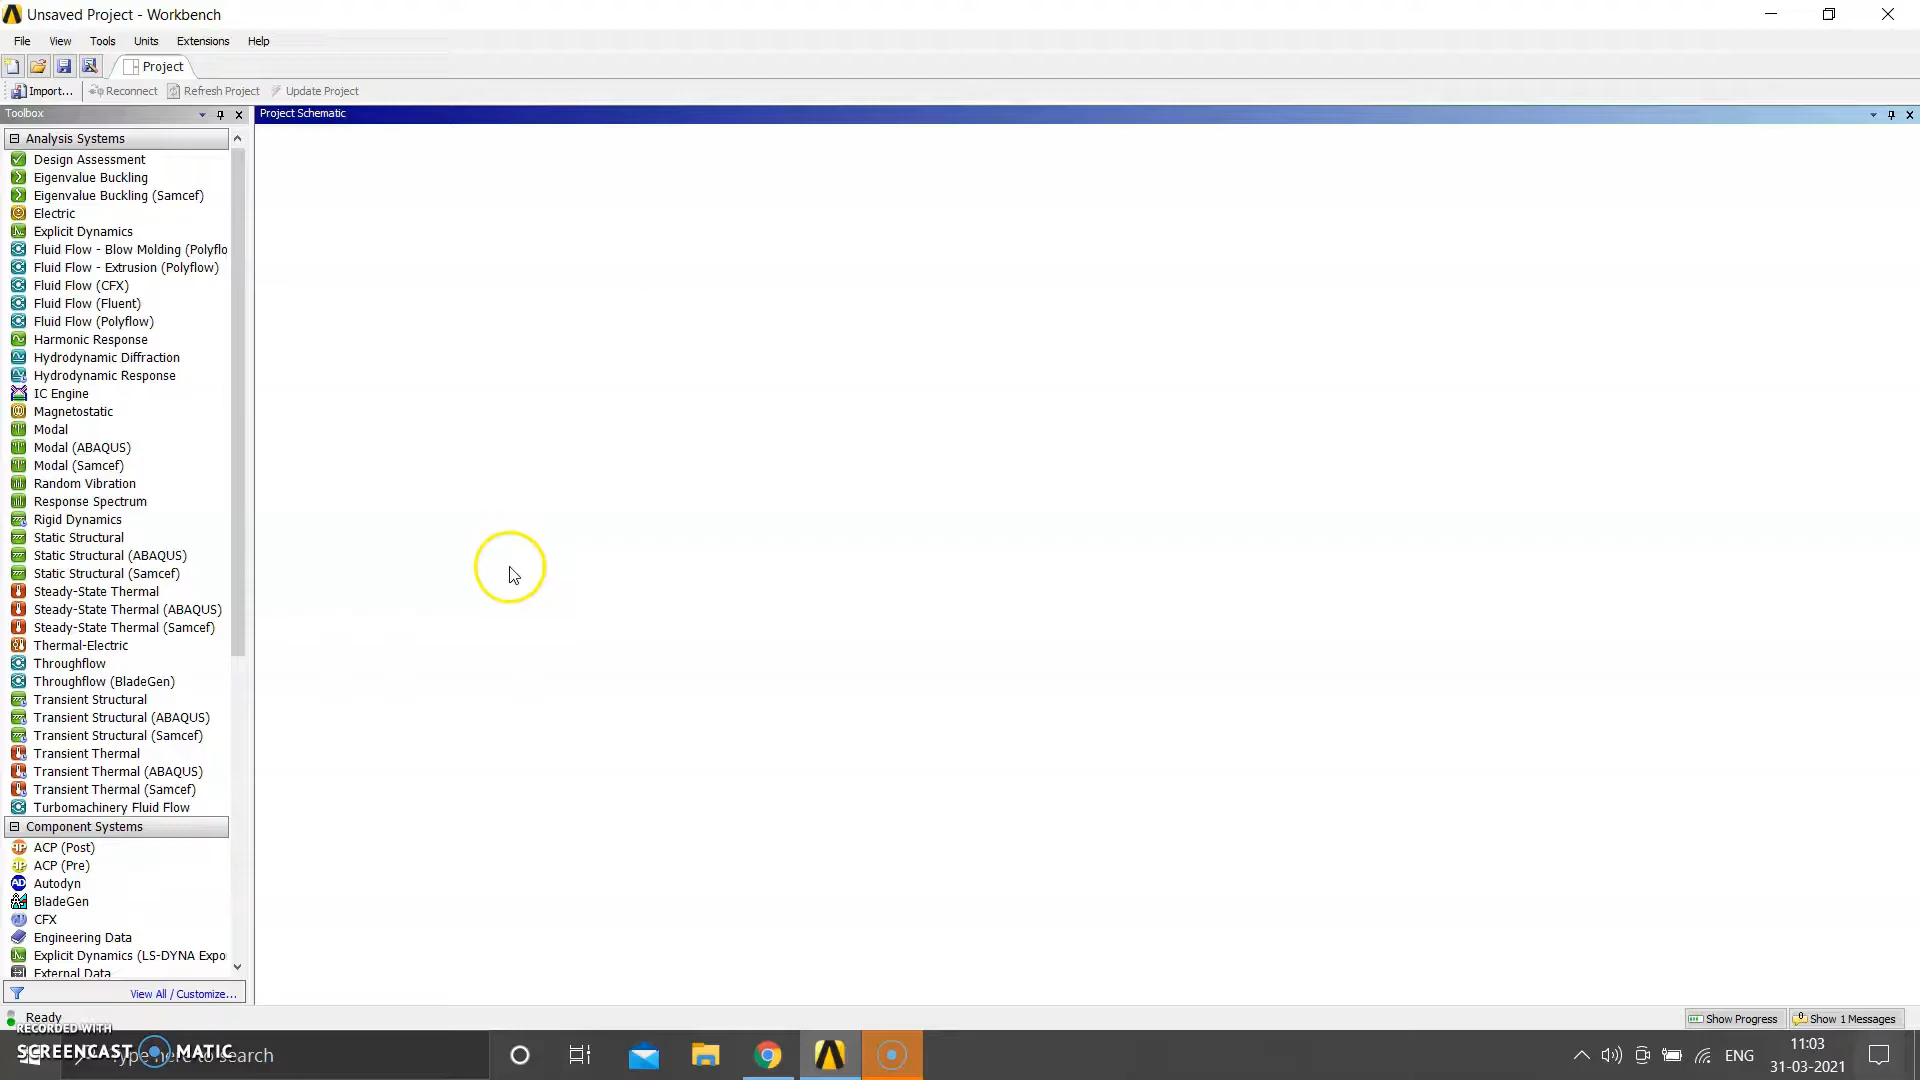 Unsaved Project - Workbench
File View Tools Units Extensions Help
Project
Import... Reconnect Refresh Project Update Project
Toolbox
Project Schematic
Analysis Systems
Design Assessment
Eigenvalue Buckling
Eigenvalue Buckling (Samcef)
Electric
Explicit Dynamics
Fluid Flow - Blow Molding (Polyflo
Fluid Flow - Extrusion (Polyflow)
Fluid Flow (CFX)
Fluid Flow (Fluent)
Fluid Flow (Polyflow)
Harmonic Response
Hydrodynamic Diffraction
Hydrodynamic Response
IC Engine
Magnetostatic
Modal
Modal (ABAQUS)
Modal (Samcef)
Random Vibration
Response Spectrum
Rigid Dynamics
Static Structural
Static Structural (ABAQUS)
Static Structural (Samcef)
Steady-State Thermal
Steady-State Thermal (ABAQUS)
Steady-State Thermal (Samcef)
Thermal-Electric
Throughflow
Throughflow (BladeGen)
Transient Structural
Transient Structural (ABAQUS)
Transient Structural (Samcef)
Transient Thermal
Transient Thermal (ABAQUS)
Transient Thermal (Samcef)
Turbomachinery Fluid Flow
Component Systems
ACP (Post)
ACP (Pre)
AD Autodyn
BladeGen
CFX
Engineering Data
Explicit Dynamics (LS-DYNA Expo
External Data
View All / Customize...
Ready
Show Progress Show 1 Messages
RECORDED WITH
SCREENCAST MATIC
Type here to search
ENG
11:03
31-03-2021